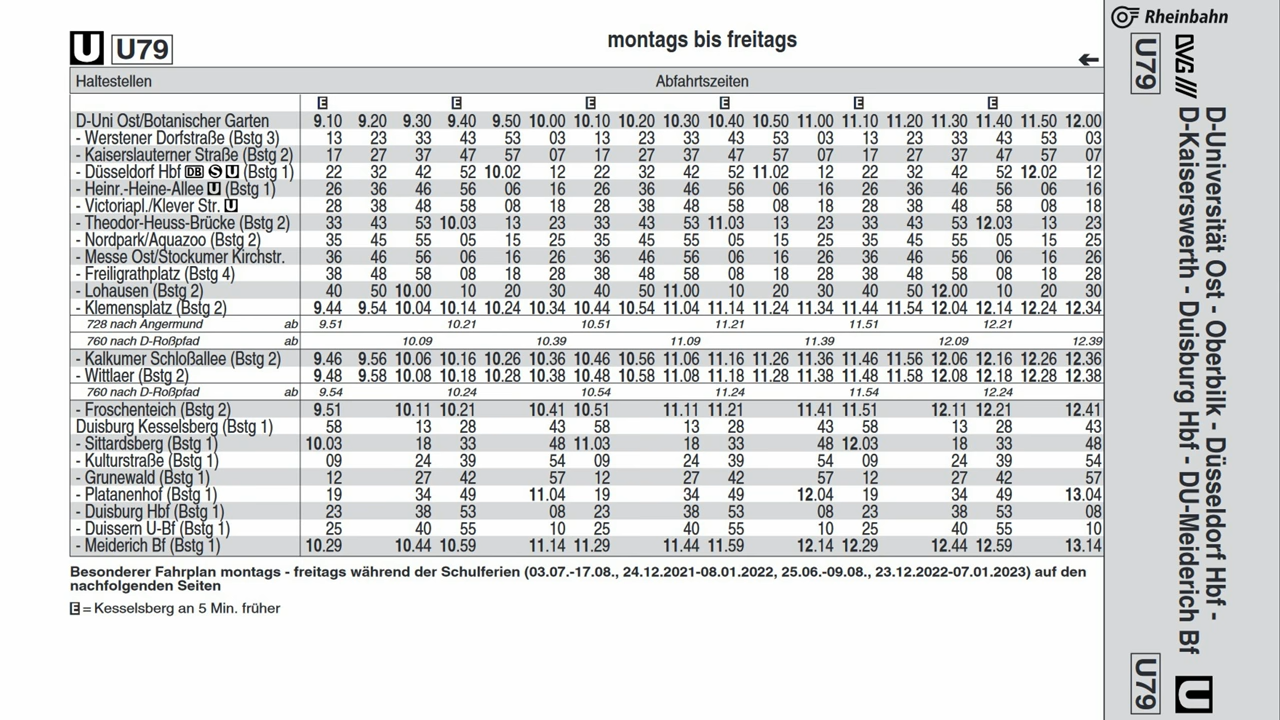 U U79
montags bis freitags
Haltestellen Abfahrtszeiten
E E E E E E
D-Uni Ost/Botanischer Garten 9.10 9.20 9.30 9.40 9.50 10.00 10.10 10.20 10.30 10.40 10.50 11.00 11.10 11.20 11.30 11.40 11.50 12.00
- Werstener Dorfstraße (Bstg 3) 13 23 33 43 53 03 13 23 33 43 53 03 13 23 33 43 53 03
- Kaiserslauterner Straße (Bstg 2) 17 27 37 47 57 07 17 27 37 47 57 07 17 27 37 47 57 07
- Düsseldorf Hbf DB S U (Bstg 1) 22 32 42 52 10.02 12 22 32 42 52 11.02 12 22 32 42 52 12.02 12
- Heinr.-Heine-Allee U (Bstg 1) 26 36 46 56 06 16 26 36 46 56 06 16 26 36 46 56 06 16
- Victoriapl./Klever Str. U 28 38 48 58 08 18 28 38 48 58 08 18 28 38 48 58 08 18
- Theodor-Heuss-Brücke (Bstg 2) 33 43 53 10.03 13 23 33 43 53 11.03 13 23 33 43 53 12.03 13 23
- Nordpark/Aquazoo (Bstg 2) 35 45 55 05 15 25 35 45 55 05 15 25 35 45 55 05 15 25
- Messe Ost/Stockumer Kirchstr. 36 46 56 06 16 26 36 46 56 06 16 26 36 46 56 06 16 26
- Freiligrathplatz (Bstg 4) 38 48 58 08 18 28 38 48 58 08 18 28 38 48 58 08 18 28
- Lohausen (Bstg 2) 40 50 10.00 10 20 30 40 50 11.00 10 20 30 40 50 12.00 10 20 30
- Klemensplatz (Bstg 2) 9.44 9.54 10.04 10.14 10.24 10.34 10.44 10.54 11.04 11.14 11.24 11.34 11.44 11.54 12.04 12.14 12.24 12.34
728 nach Angermund ab 9.51 10.21 10.51 11.21 11.51 12.21
760 nach D-Roßpfad ab 10.09 10.39 11.09 11.39 12.09 12.39
- Kalkumer Schloßallee (Bstg 2) 9.46 9.56 10.06 10.16 10.26 10.36 10.46 10.56 11.06 11.16 11.26 11.36 11.46 11.56 12.06 12.16 12.26 12.36
- Wittlaer (Bstg 2) 9.48 9.58 10.08 10.18 10.28 10.38 10.48 10.58 11.08 11.18 11.28 11.38 11.48 11.58 12.08 12.18 12.28 12.38
760 nach D-Roßpfad ab 9.54 10.24 10.54 11.24 11.54 12.24
- Froschenteich (Bstg 2) 9.51 10.11 10.21 10.41 10.51 11.11 11.21 11.41 11.51 12.11 12.21 12.41
Duisburg Kesselsberg (Bstg 1) 58 13 28 43 58 13 28 43 58 13 28 43
- Sittardsberg (Bstg 1) 10.03 18 33 48 11.03 18 33 48 12.03 18 33 48
- Kulturstraße (Bstg 1) 09 24 39 54 09 24 39 54 09 24 39 54
- Grunewald (Bstg 1) 12 27 42 57 12 27 42 57 12 27 42 57
- Platanenhof (Bstg 1) 19 34 49 11.04 19 34 49 12.04 19 34 49 13.04
- Duisburg Hbf (Bstg 1) 23 38 53 08 23 38 53 08 23 38 53 08
- Duissern U-Bf (Bstg 1) 25 40 55 10 25 40 55 10 25 40 55 10
- Meiderich Bf (Bstg 1) 10.29 10.44 10.59 11.14 11.29 11.44 11.59 12.14 12.29 12.44 12.59 13.14
Besonderer Fahrplan montags - freitags während der Schulferien (03.07.-17.08., 24.12.2021-08.01.2022, 25.06.-09.08., 23.12.2022-07.01.2023) auf den
nachfolgenden Seiten
E = Kesselsberg an 5 Min. früher
Rheinbahn
U79 DVG
D-Universität Ost - Oberbilk - Düsseldorf Hbf -
D-Kaiserswerth - Duisburg Hbf - DU-Meiderich Bf
U79 U